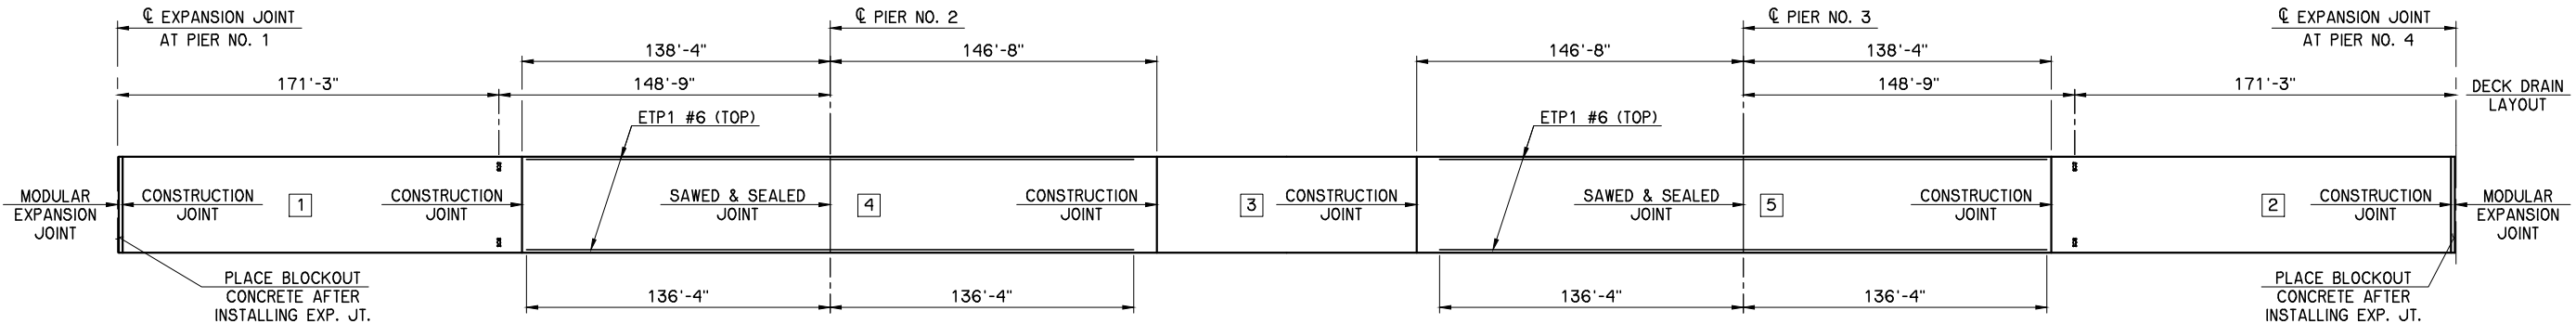 ℄ EXPANSION JOINT
AT PIER NO. 1
℄ PIER NO. 2
℄ PIER NO. 3
℄ EXPANSION JOINT
AT PIER NO. 4
138'-4"
146'-8"
146'-8"
138'-4"
171'-3"
148'-9"
148'-9"
171'-3"
DECK DRAIN
LAYOUT
ETP1 #6 (TOP)
ETP1 #6 (TOP)
MODULAR
EXPANSION
JOINT
CONSTRUCTION
JOINT
1
CONSTRUCTION
JOINT
SAWED & SEALED
JOINT
4
CONSTRUCTION
JOINT
3
CONSTRUCTION
JOINT
SAWED & SEALED
JOINT
5
CONSTRUCTION
JOINT
2
CONSTRUCTION
JOINT
MODULAR
EXPANSION
JOINT
PLACE BLOCKOUT
CONCRETE AFTER
INSTALLING EXP. JT.
136'-4"
136'-4"
136'-4"
136'-4"
PLACE BLOCKOUT
CONCRETE AFTER
INSTALLING EXP. JT.